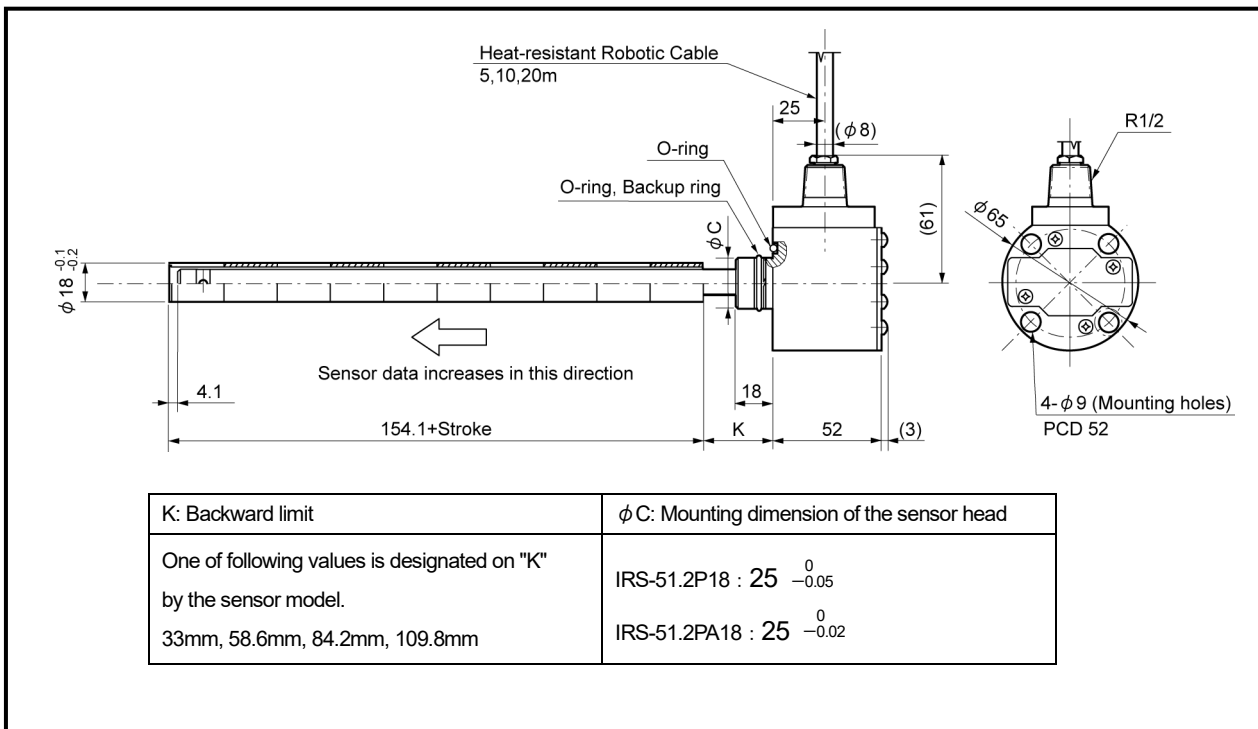 Heat-resistant Robotic Cable
5,10,20m
25
(φ8)
R1/2
O-ring
O-ring, Backup ring
φ65
(61)
φC
φ18 -0.1 -0.2
Sensor data increases in this direction
4.1
18
4-φ9 (Mounting holes)
PCD 52
154.1+Stroke
K
52
(3)
K: Backward limit
One of following values is designated on "K"
by the sensor model.
33mm, 58.6mm, 84.2mm, 109.8mm
φC: Mounting dimension of the sensor head
IRS-51.2P18 : 25 0 -0.05
IRS-51.2PA18 : 25 0 -0.02